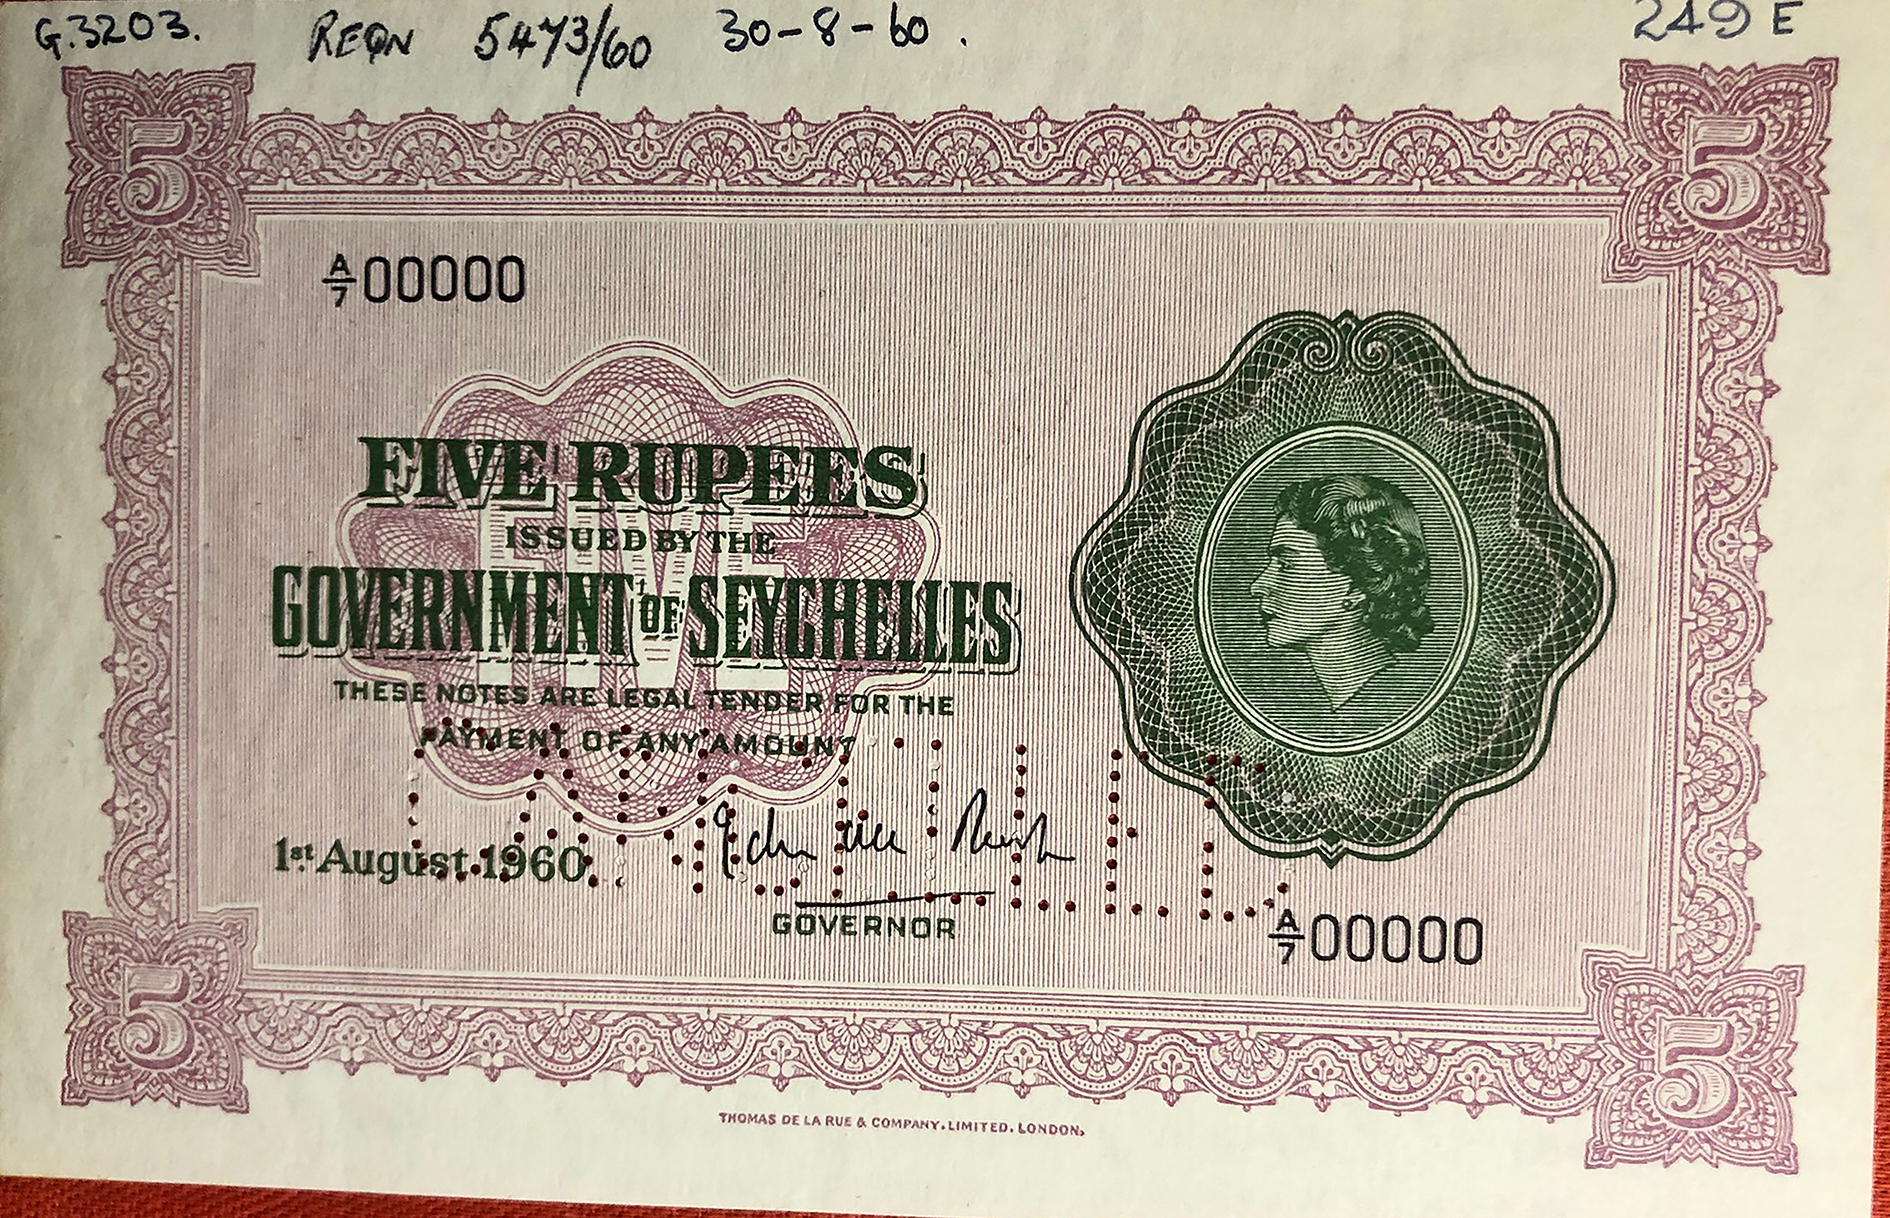 G.3203. REQN 5473/60 30-8-60. 249 E
5 5
A/7 00000
FIVE
FIVE RUPEES
ISSUED BY THE
GOVERNMENT OF SEYCHELLES
THESE NOTES ARE LEGAL TENDER FOR THE
PAYMENT OF ANY AMOUNT
CANCELLED
1st August 1960.
GOVERNOR
A/7 00000
5 5
THOMAS DE LA RUE & COMPANY, LIMITED, LONDON,